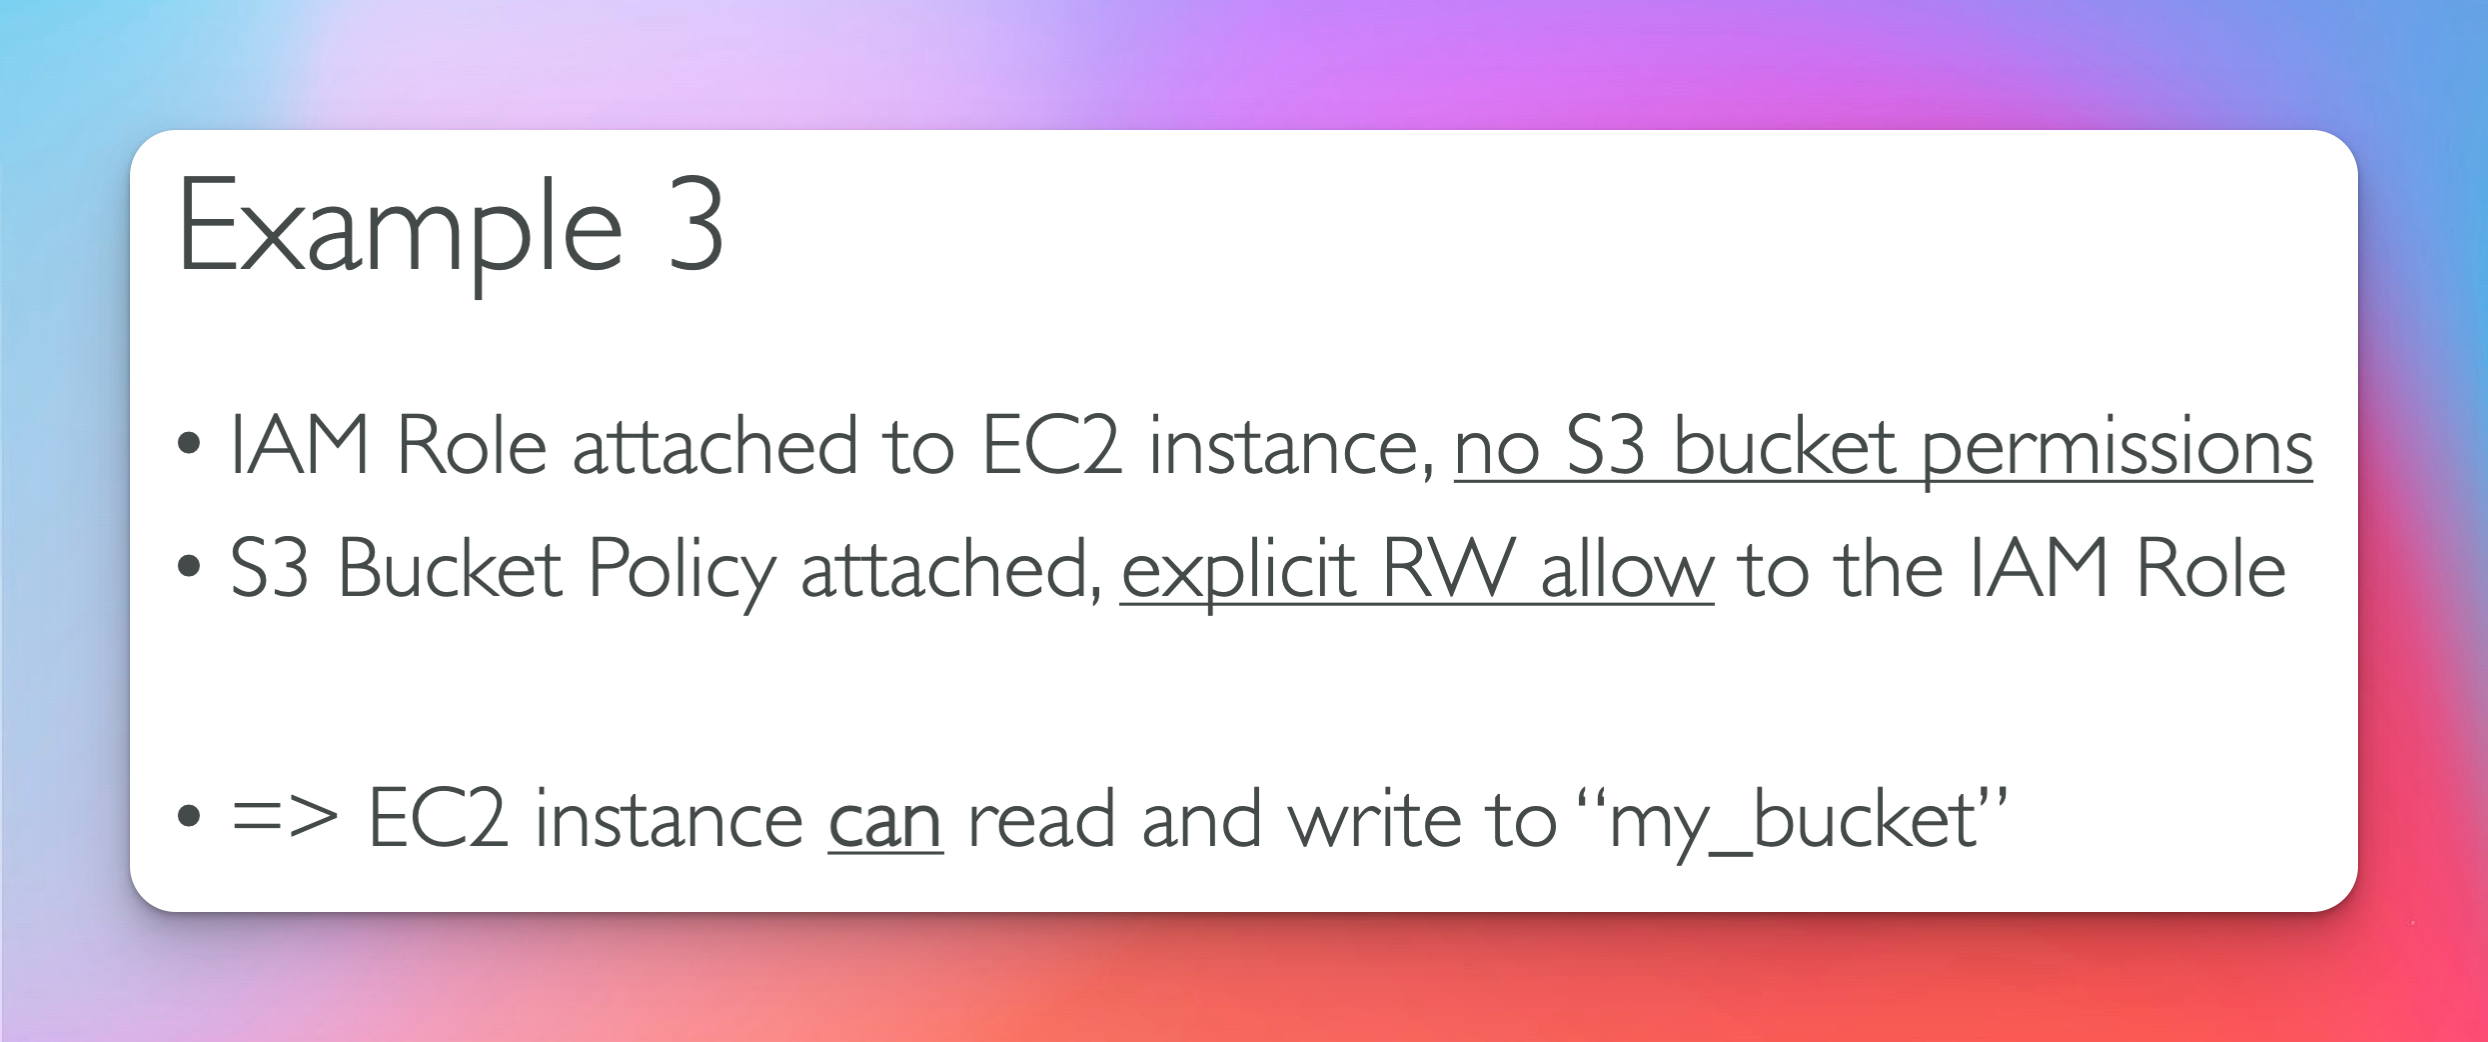 Example 3
• IAM Role attached to EC2 instance, no S3 bucket permissions
• S3 Bucket Policy attached, explicit RW allow to the IAM Role
• => EC2 instance can read and write to “my_bucket”